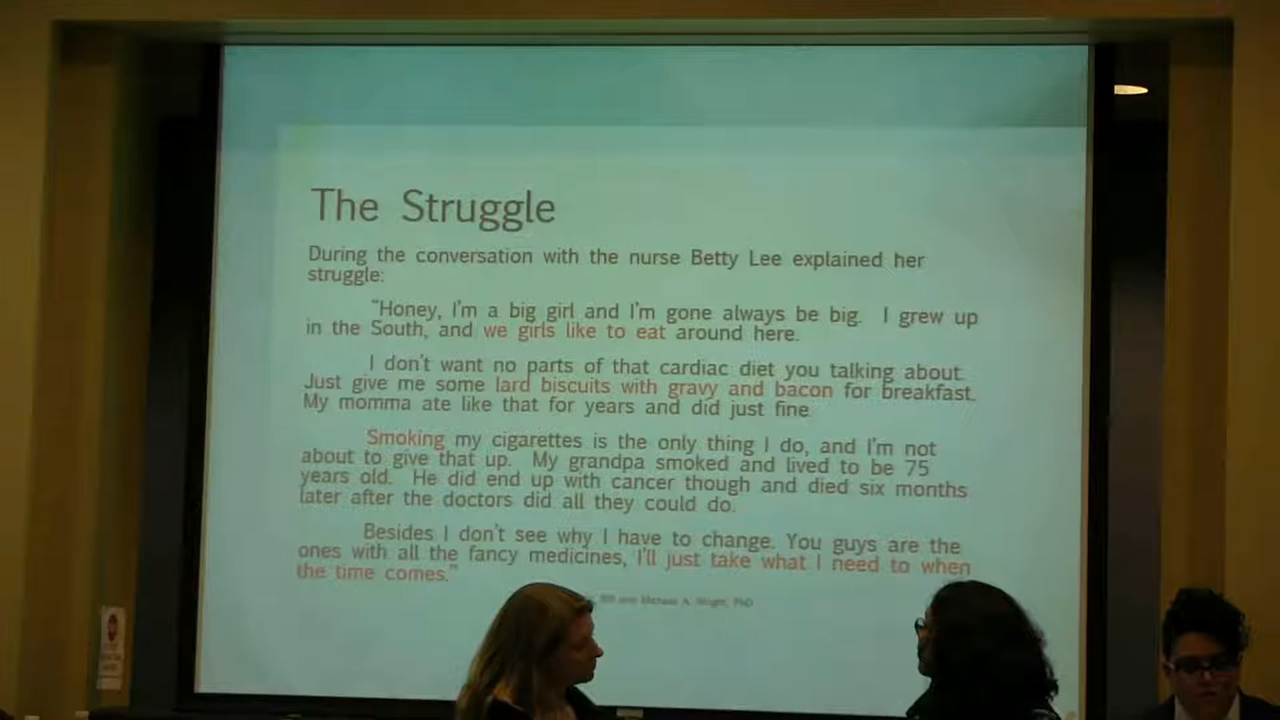 The Struggle
During the conversation with the nurse Betty Lee explained her
struggle:
"Honey, I'm a big girl and I'm gone always be big. I grew up
in the South, and we girls like to eat around here.
I don't want no parts of that cardiac diet you talking about.
Just give me some lard biscuits with gravy and bacon for breakfast.
My momma ate like that for years and did just fine
Smoking my cigarettes is the only thing I do, and I'm not
about to give that up. My grandpa smoked and lived to be 75
years old. He did end up with cancer though and died six months
later after the doctors did all they could do.
Besides I don't see why I have to change. You guys are the
ones with all the fancy medicines, I'll just take what I need to when
the time comes."
Michael A. Wright, PhD